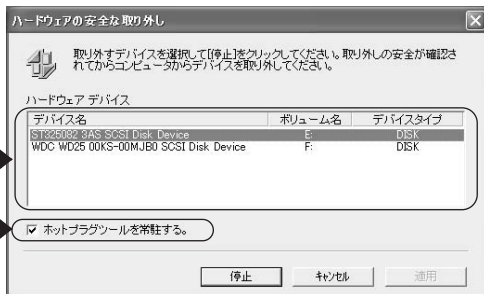 ハードウェアの安全な取り外し
取り外すデバイスを選択して[停止]をクリックしてください。取り外しの安全が確認さ
れてからコンピュータからデバイスを取り外してください。
ハードウェア デバイス
デバイス名 ボリューム名 デバイスタイプ
ST325082 3AS SCSI Disk Device E: DISK
WDC WD25 00KS-00MJB0 SCSI Disk Device F: DISK
ホットプラグツールを常駐する。
停止 キャンセル 適用